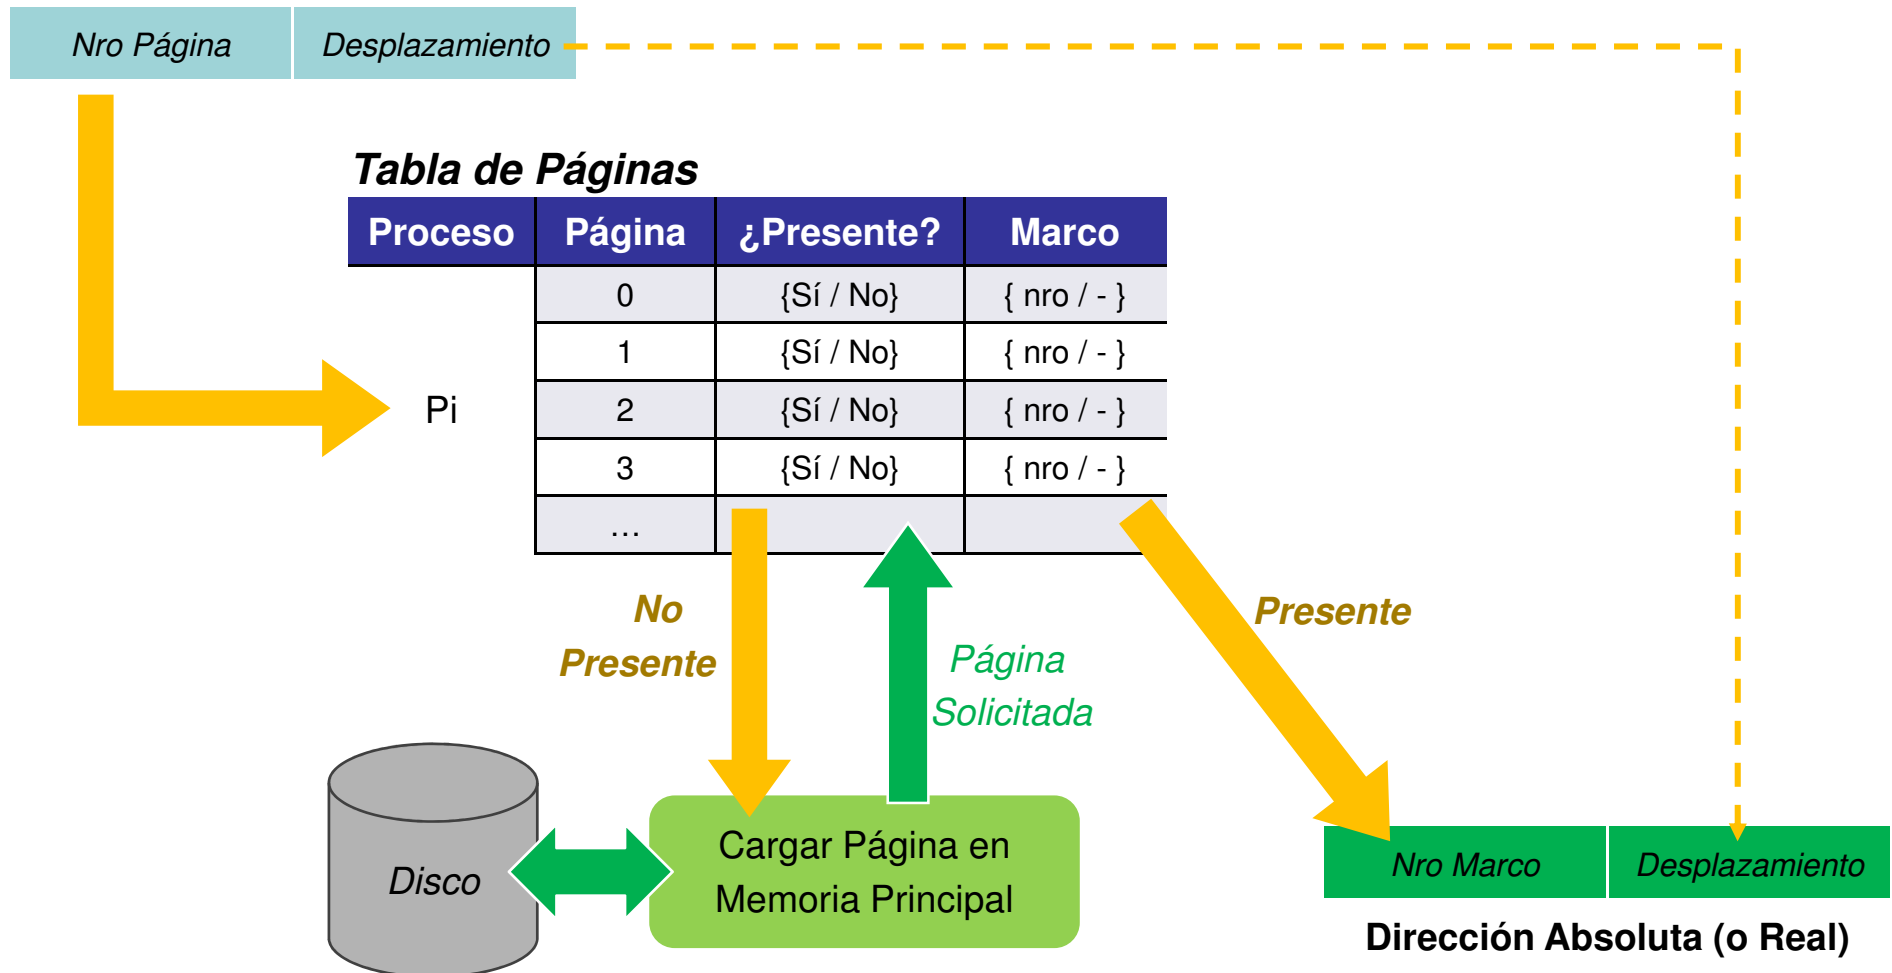 Nro Página Desplazamiento
Tabla de Páginas
Proceso Página ¿Presente? Marco
0 {Sí / No} { nro / - }
1 {Sí / No} { nro / - }
Pi 2 {Sí / No} { nro / - }
3 {Sí / No} { nro / - }
…
No
Presente
Página
Solicitada
Presente
Disco
Cargar Página en
Memoria Principal
Nro Marco Desplazamiento
Dirección Absoluta (o Real)